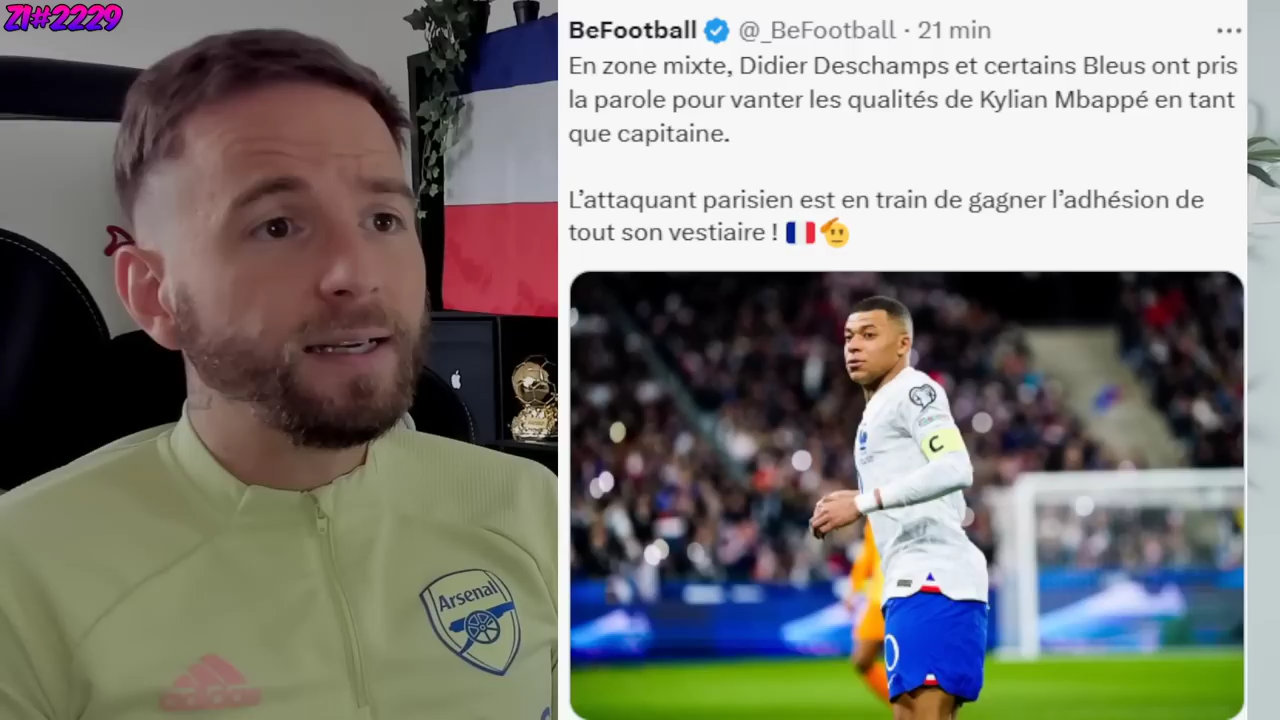 ZI#2229
BeFootball @_BeFootball · 21 min
En zone mixte, Didier Deschamps et certains Bleus ont pris
la parole pour vanter les qualités de Kylian Mbappé en tant
que capitaine.
L’attaquant parisien est en train de gagner l’adhésion de
tout son vestiaire !
C
Arsenal